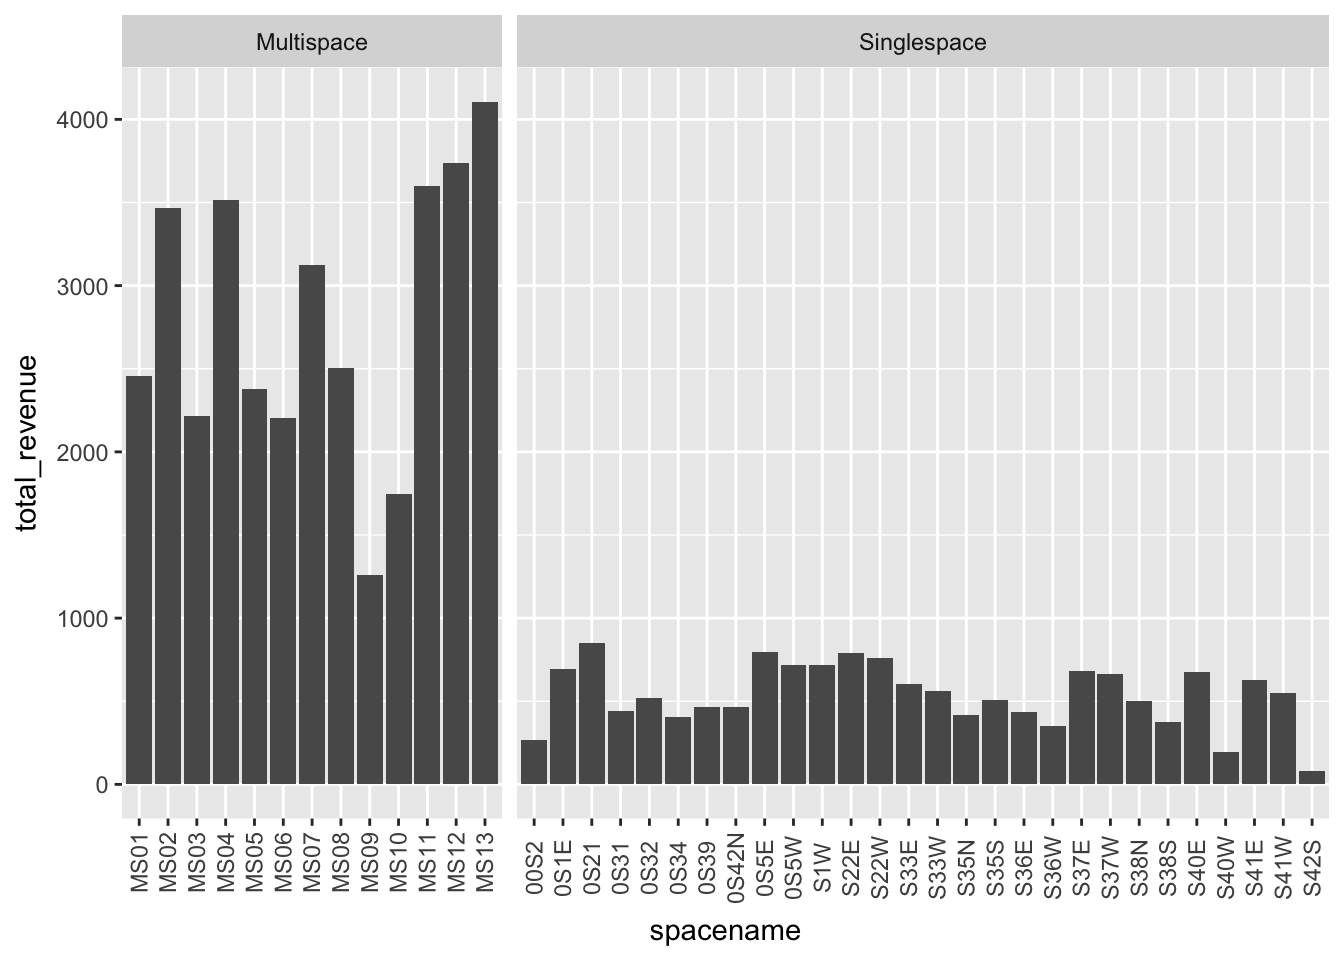 Multispace
Singlespace
4000
3000
2000
1000
0
total_revenue
MS01 MS02 MS03 MS04 MS05 MS06 MS07 MS08 MS09 MS10 MS11 MS12 MS13
00S2 0S1E 0S21 0S31 0S32 0S34 0S39 0S42N 0S5E 0S5W S1W S22E S22W S33E S33W S35N S35S S36E S36W S37E S37W S38N S38S S40E S40W S41E S41W S42S
spacename